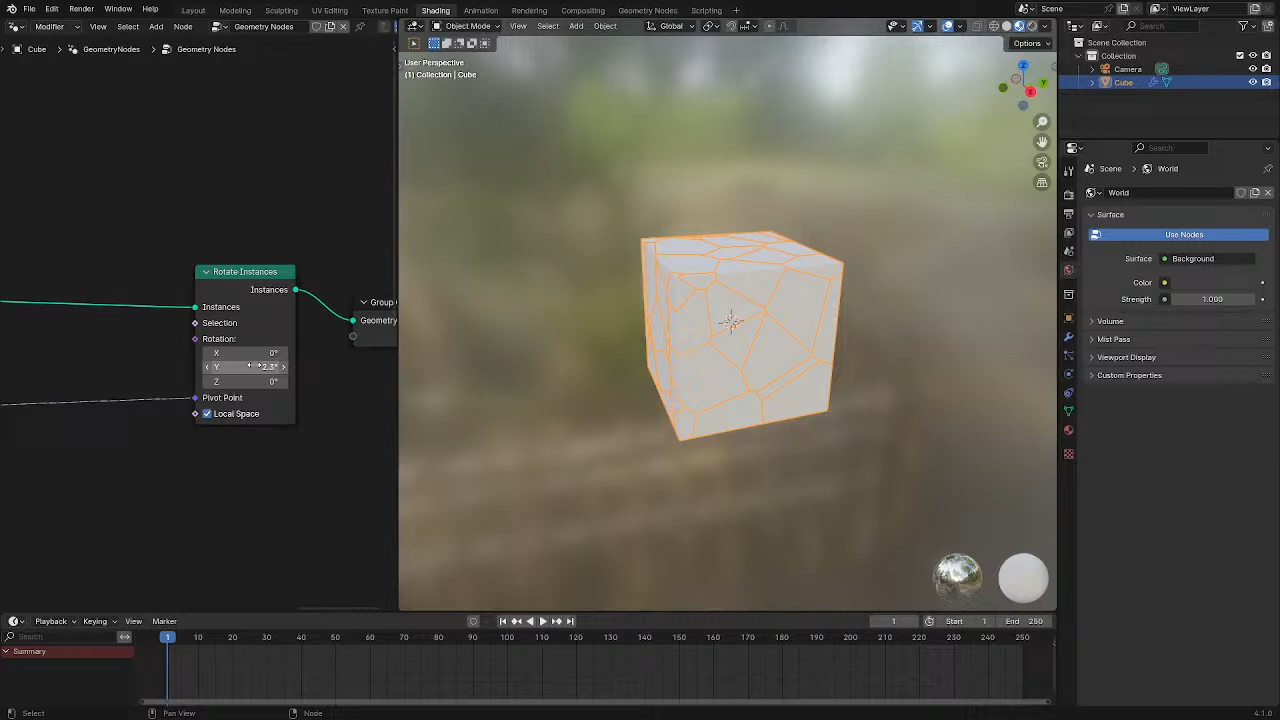 File Edit Render Window Help Layout Modeling Sculpting UV Editing Texture Paint Shading Animation Rendering Compositing Geometry Nodes Scripting Scene ViewLayer
Modifier View Select Add Node Geometry Nodes
Object Mode View Select Add Object Global
Search
Cube GeometryNodes Geometry Nodes
Options
Scene Collection
Collection
Camera
Cube
User Perspective
(1) Collection | Cube
Z
Y
X
Search
Scene World
World
Surface
Use Nodes
Surface Background
Color
Strength 1.000
Volume
Mist Pass
Viewport Display
Custom Properties
Rotate Instances
Instances
Instances
Selection
Rotation:
X 0°
Y 2.3°
Z 0°
Pivot Point
Local Space
Group
Geometry
Playback Keying View Marker 1 Start 1 End 250
Search
1 10 20 30 40 50 60 70 80 90 100 110 120 130 140 150 160 170 180 190 200 210 220 230 240 250
Summary
Select Pan View Node 4.1.0